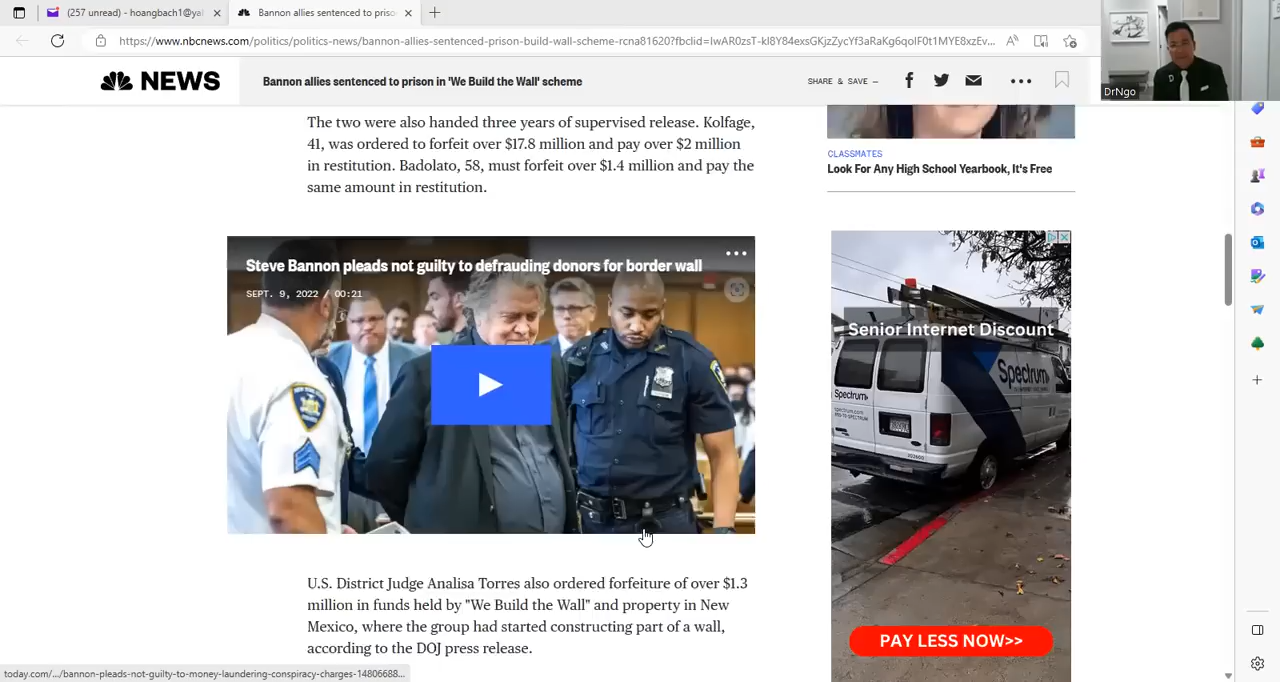 (257 unread) - hoangbach1@yal
Bannon allies sentenced to priso
https://www.nbcnews.com/politics/politics-news/bannon-allies-sentenced-prison-build-wall-scheme-rcna81620?fbclid=IwAR0zsT-kI8Y84exsGKjzZycYf3aRaKg6qolF0t1MYE8xzEv...
NEWS
Bannon allies sentenced to prison in 'We Build the Wall' scheme
SHARE & SAVE —
DrNgo
The two were also handed three years of supervised release. Kolfage,
41, was ordered to forfeit over $17.8 million and pay over $2 million
in restitution. Badolato, 58, must forfeit over $1.4 million and pay the
same amount in restitution.
CLASSMATES
Look For Any High School Yearbook, It's Free
Steve Bannon pleads not guilty to defrauding donors for border wall
SEPT. 9, 2022 / 00:21
Senior Internet Discount
Spectrum
Spectrum
PAY LESS NOW>>
U.S. District Judge Analisa Torres also ordered forfeiture of over $1.3
million in funds held by "We Build the Wall" and property in New
Mexico, where the group had started constructing part of a wall,
according to the DOJ press release.
today.com/.../bannon-pleads-not-guilty-to-money-laundering-conspiracy-charges-14806688...